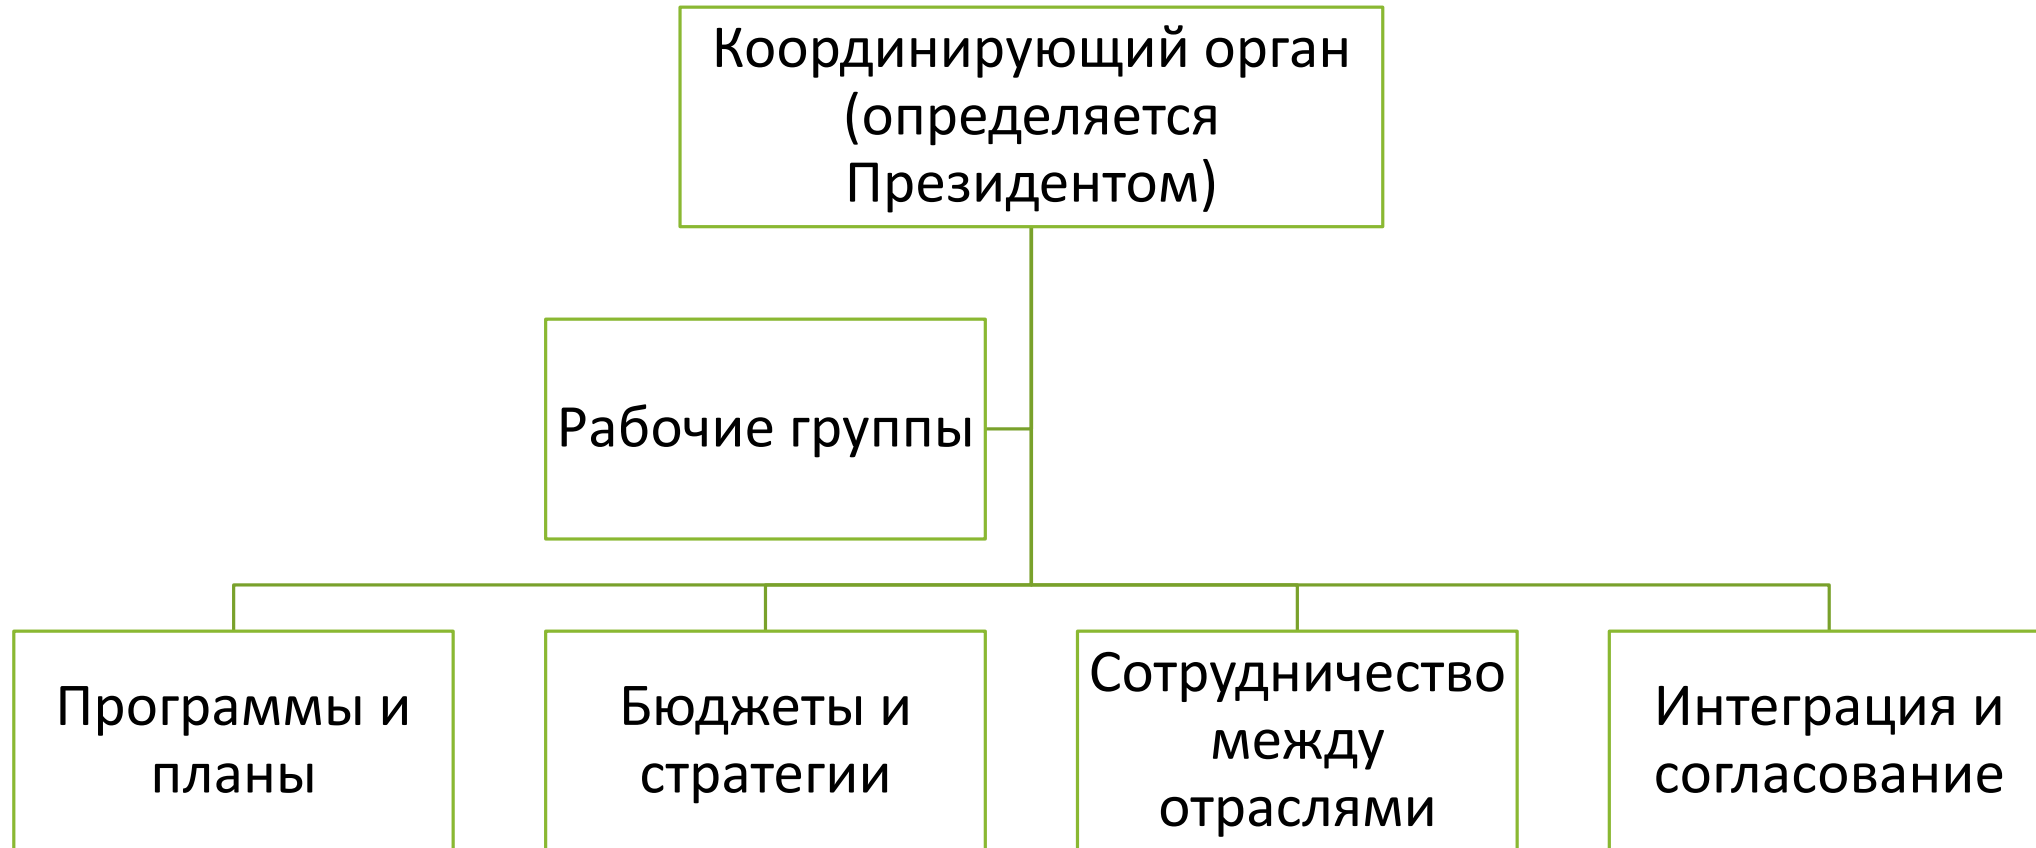 Координирующий орган
(определяется
Президентом)
Рабочие группы
Программы и
планы
Бюджеты и
стратегии
Сотрудничество
между
отраслями
Интеграция и
согласование